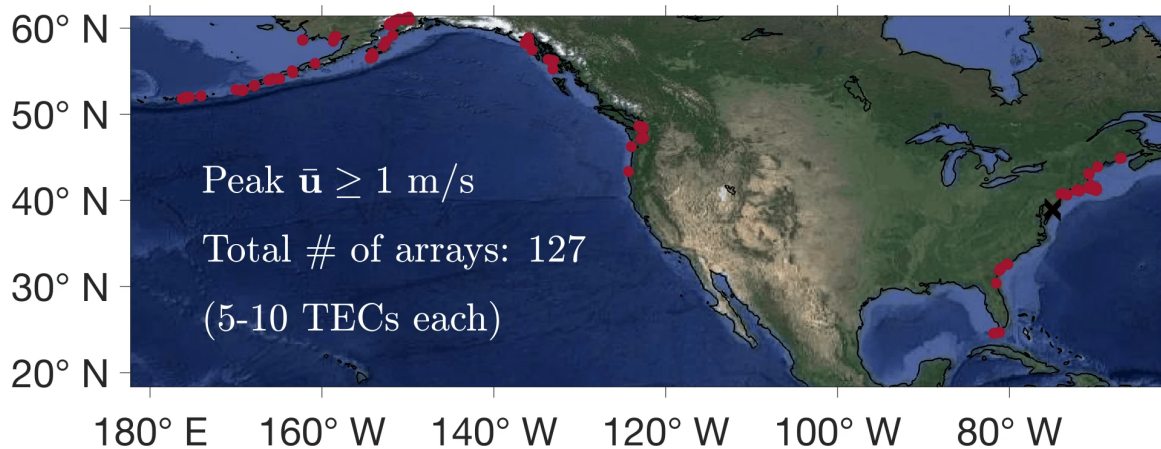 60° N
50° N
40° N
30° N
20° N
Peak ū ≥ 1 m/s
Total # of arrays: 127
(5-10 TECs each)
180° E 160° W 140° W 120° W 100° W 80° W